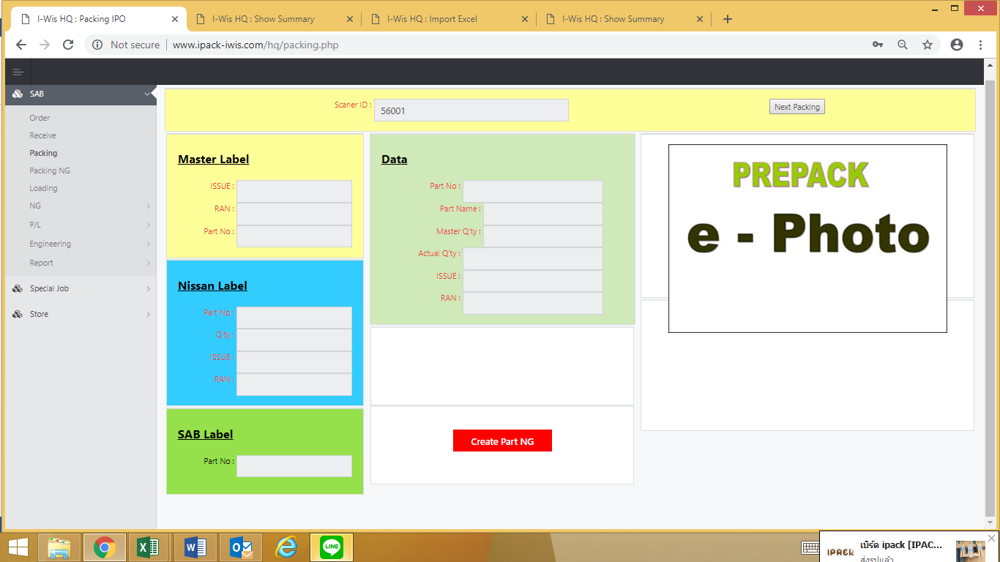 I-Wis HQ : Packing IPO
I-Wis HQ : Show Summary
I-Wis HQ : Import Excel
I-Wis HQ : Show Summary
Not secure
www.ipack-iwis.com/hq/packing.php
SAB
Order
Receive
Packing
Packing NG
Loading
NG
P/L
Engineering
Report
Special Job
Store
Scaner ID :
56001
Next Packing
Master Label
ISSUE :
RAN :
Part No :
Nissan Label
Part No :
Q'ty :
ISSUE :
RAN :
SAB Label
Part No :
Data
Part No :
Part Name :
Master Q'ty :
Actual Q'ty :
ISSUE :
RAN :
Create Part NG
PREPACK
e - Photo
LINE
IPACK
เบิร์ด ipack [IPAC...
ส่งรูปแล้ว